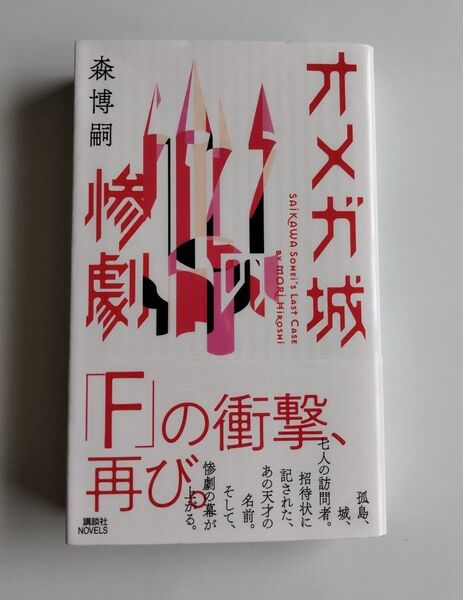 オメガ城
の
惨劇
SAIKAWA Sohei's Last Case
by MORI Hiroshi
森博嗣
「F」の衝撃、
再び。
孤島、
城、
七人の訪問者。
招待状に
記された、
あの天才の
名前。
そして、
惨劇の幕が
上がる。
講談社
NOVELS